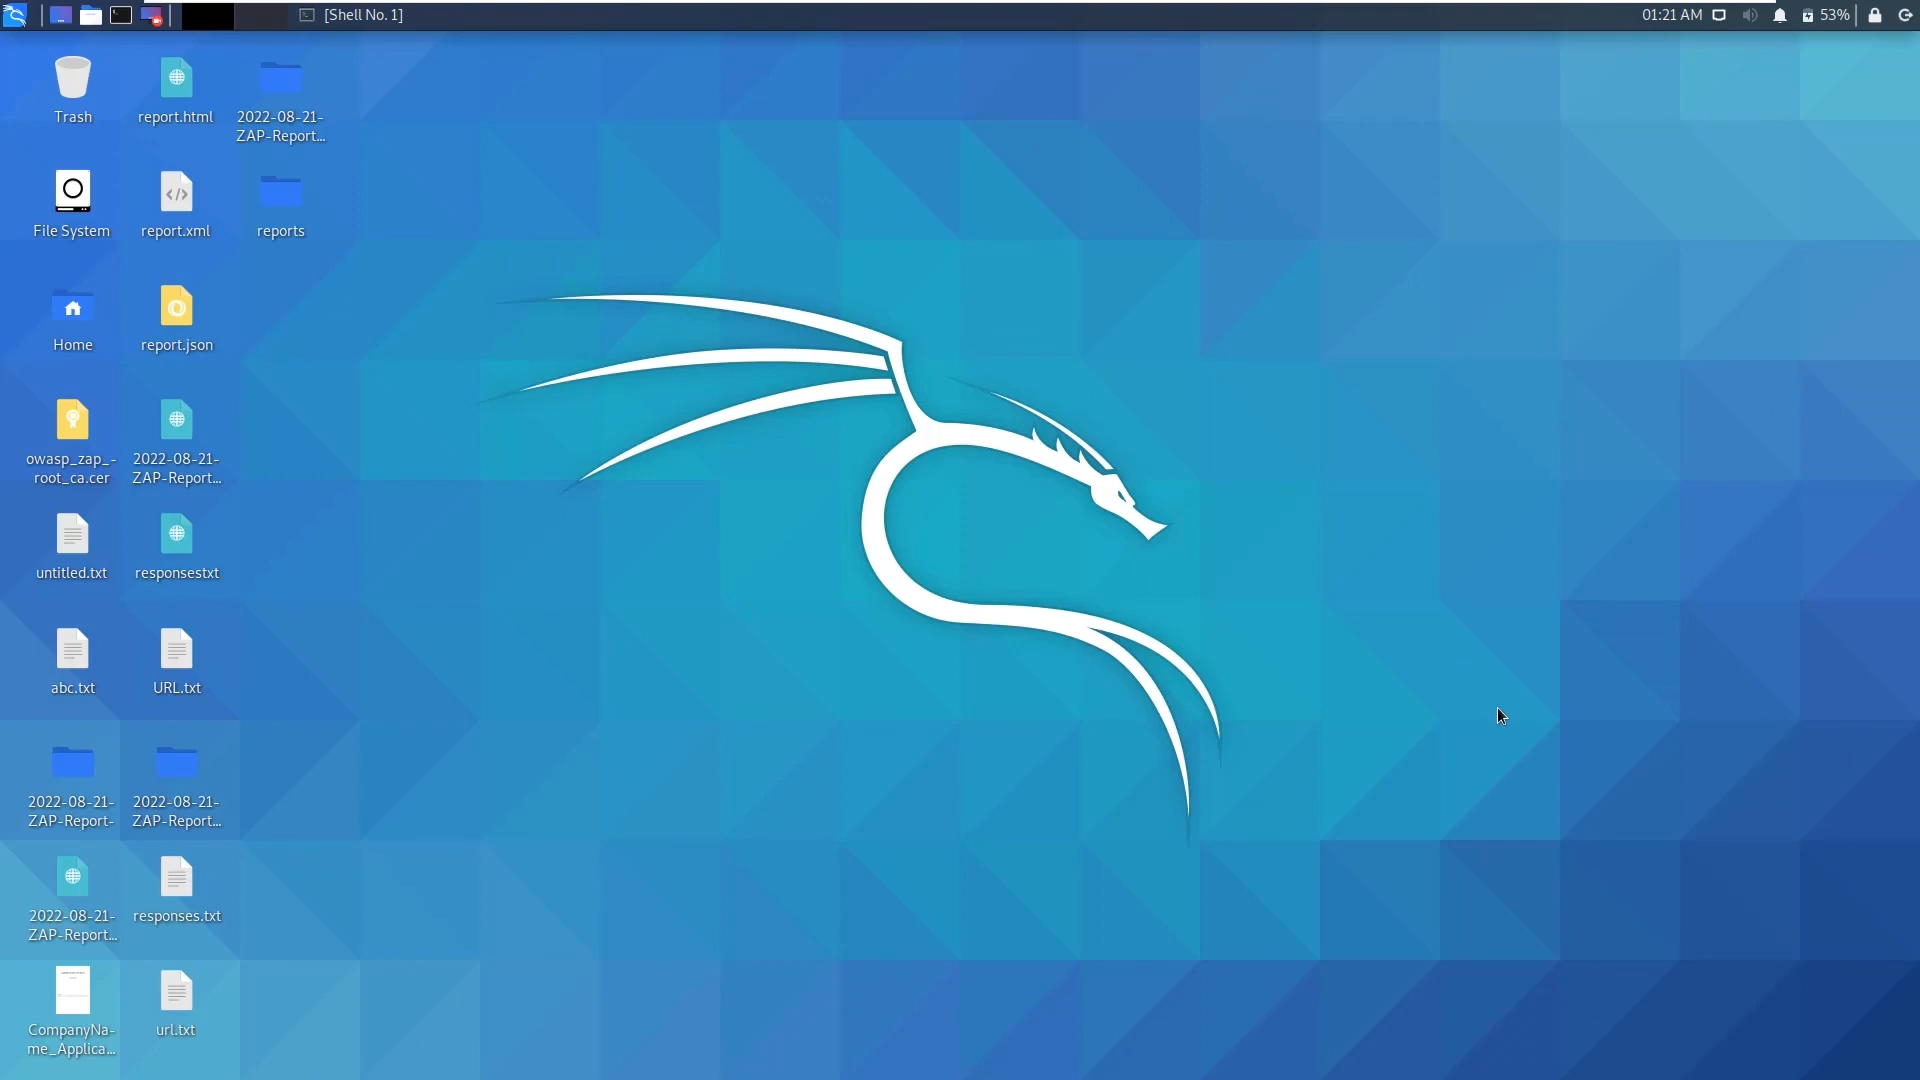 [Shell No. 1]
01:21 AM
53%
Trash
report.html
2022-08-21-
ZAP-Report...
File System
report.xml
reports
Home
report.json
owasp_zap_-
root_ca.cer
2022-08-21-
ZAP-Report...
untitled.txt
responsestxt
abc.txt
URL.txt
2022-08-21-
ZAP-Report-
2022-08-21-
ZAP-Report...
2022-08-21-
ZAP-Report...
responses.txt
CompanyNa-
me_Applica...
url.txt